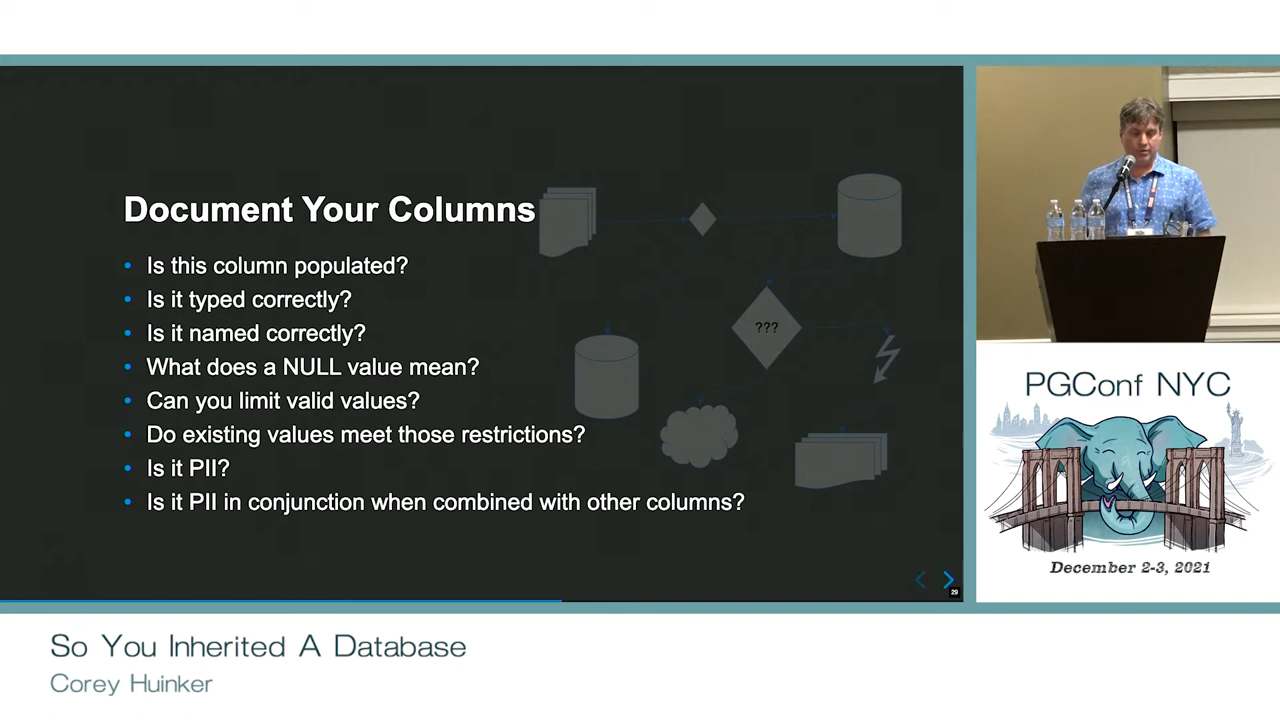 Document Your Columns
Is this column populated?
Is it typed correctly?
Is it named correctly?
What does a NULL value mean?
Can you limit valid values?
Do existing values meet those restrictions?
Is it PII?
Is it PII in conjunction when combined with other columns?
???
29
PGConf NYC
December 2-3, 2021
So You Inherited A Database
Corey Huinker